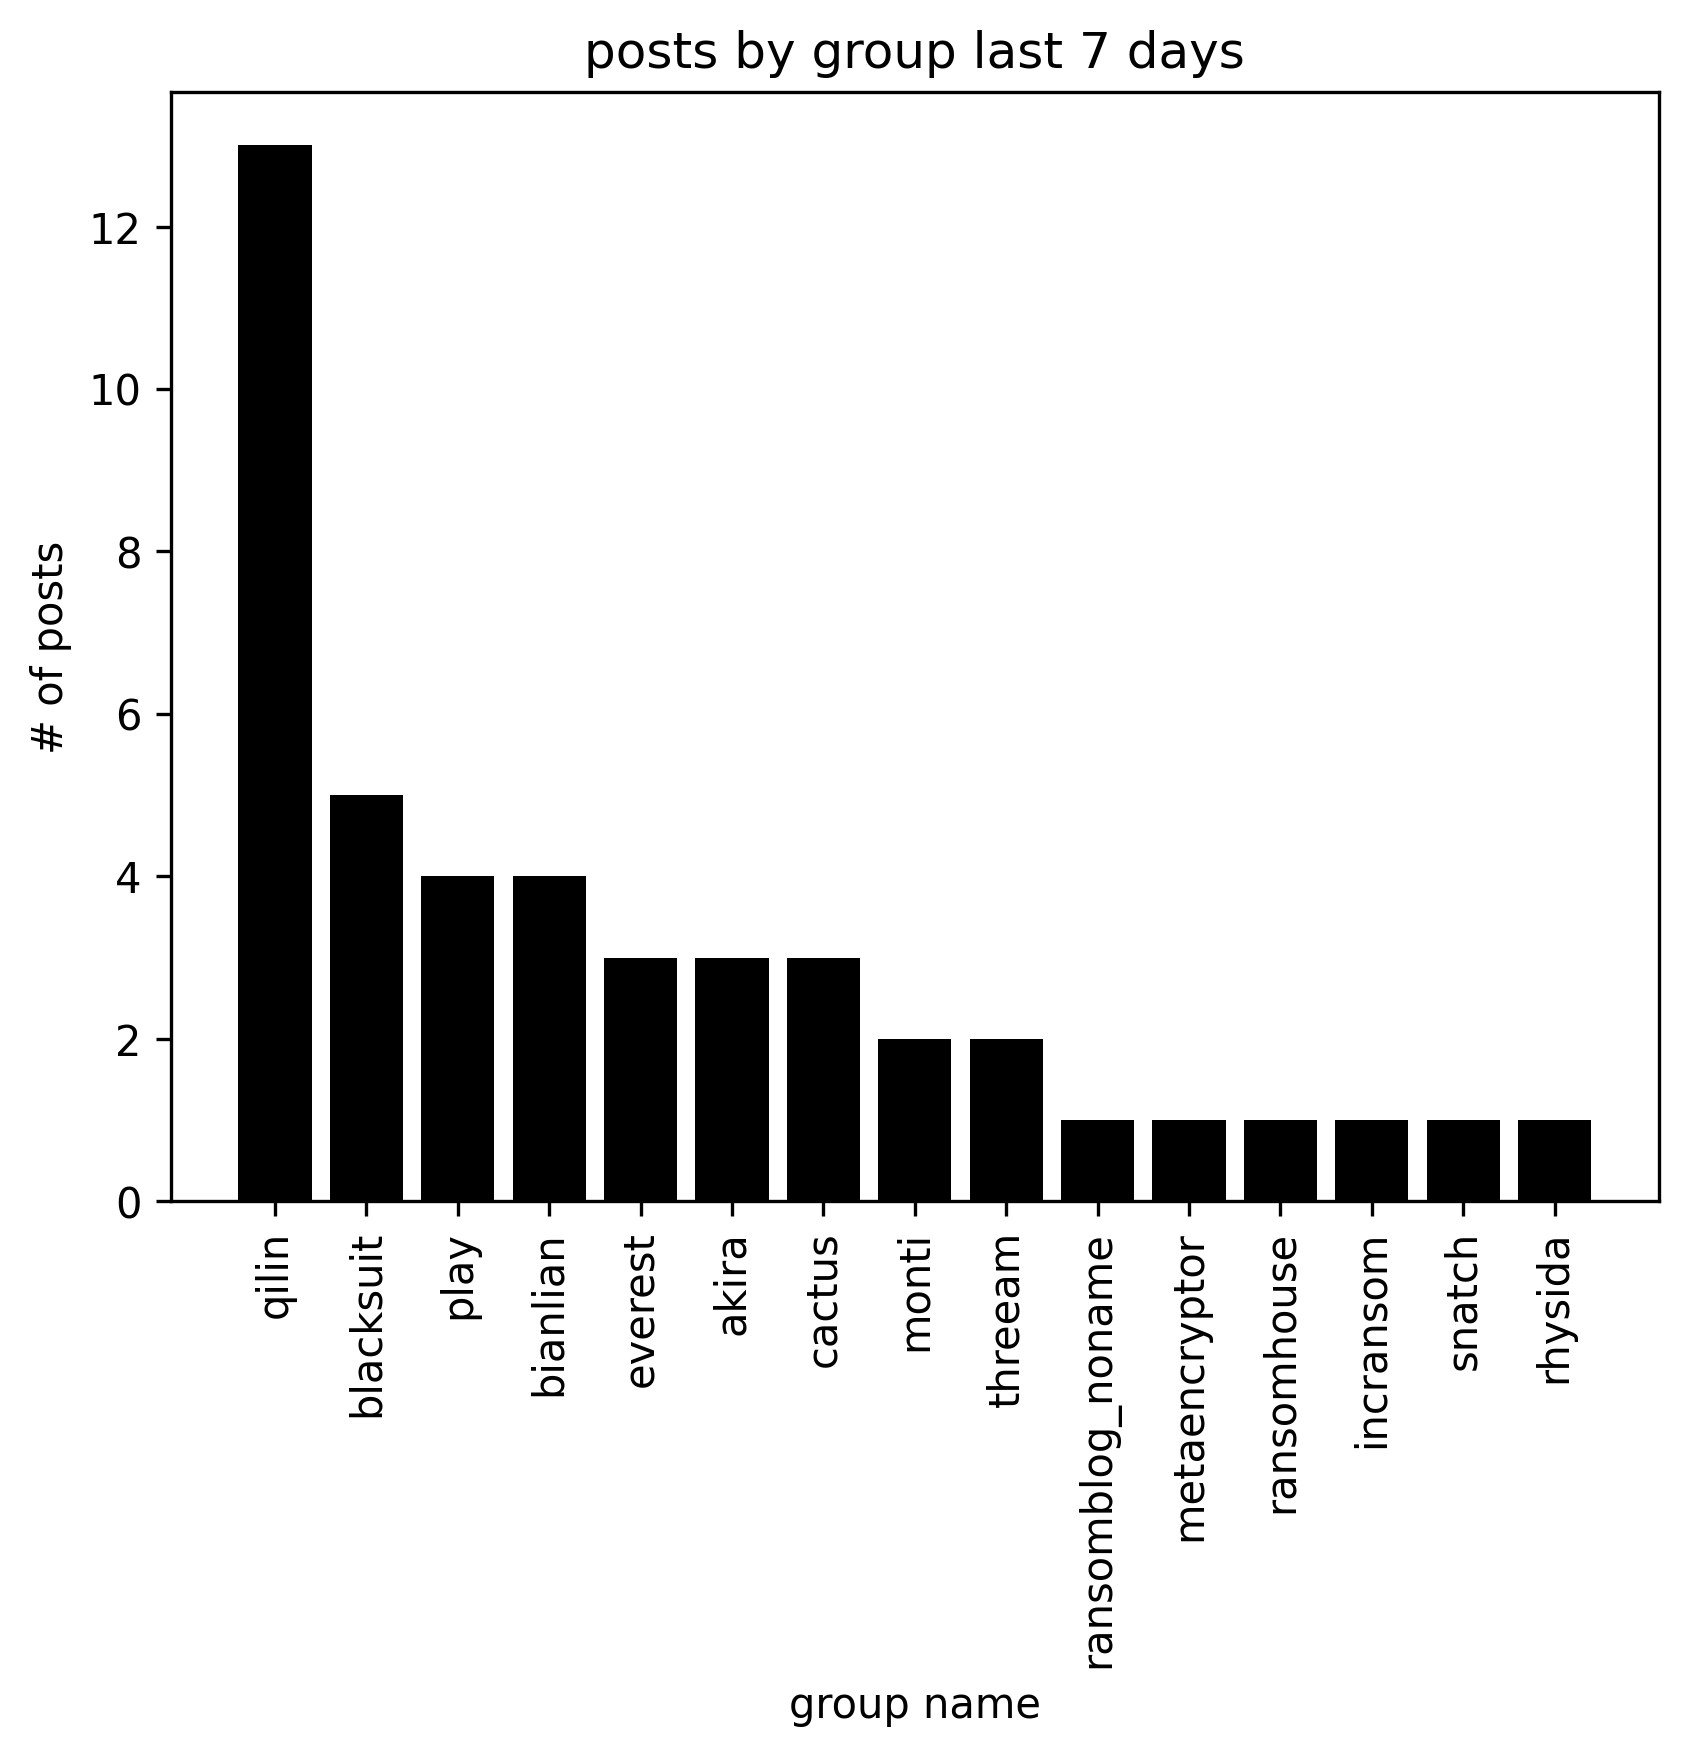 posts by group last 7 days
# of posts
12
10
8
6
4
2
0
qilin
blacksuit
play
bianlian
everest
akira
cactus
monti
threeam
ransomblog_noname
metaencryptor
ransomhouse
incransom
snatch
rhysida
group name